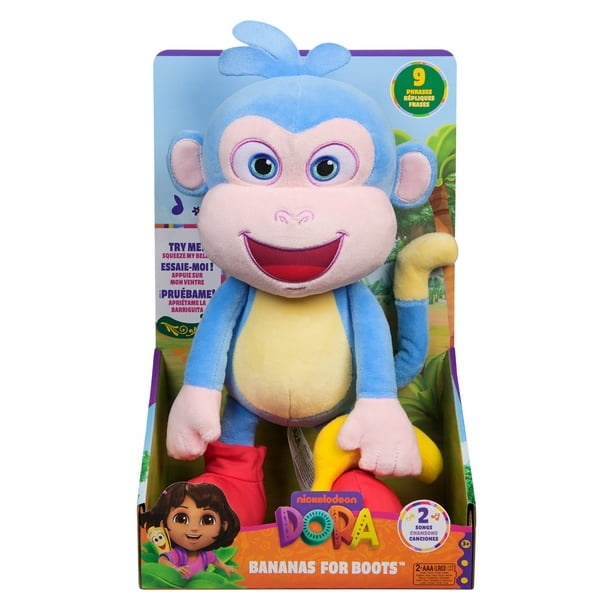 9
PHRASES
RÉPLIQUES
FRASES
TRY ME!
SQUEEZE MY BEL
ESSAIE-MOI !
APPUIE SUR
MON VENTRE
¡PRUÉBAME!
APRIÉTAME LA
BARRIGUITA
nickelodeon
DORA
BANANAS FOR BOOTS™
2
SONGS
CHANSONS
CANCIONES
3+
2-AAA LR03